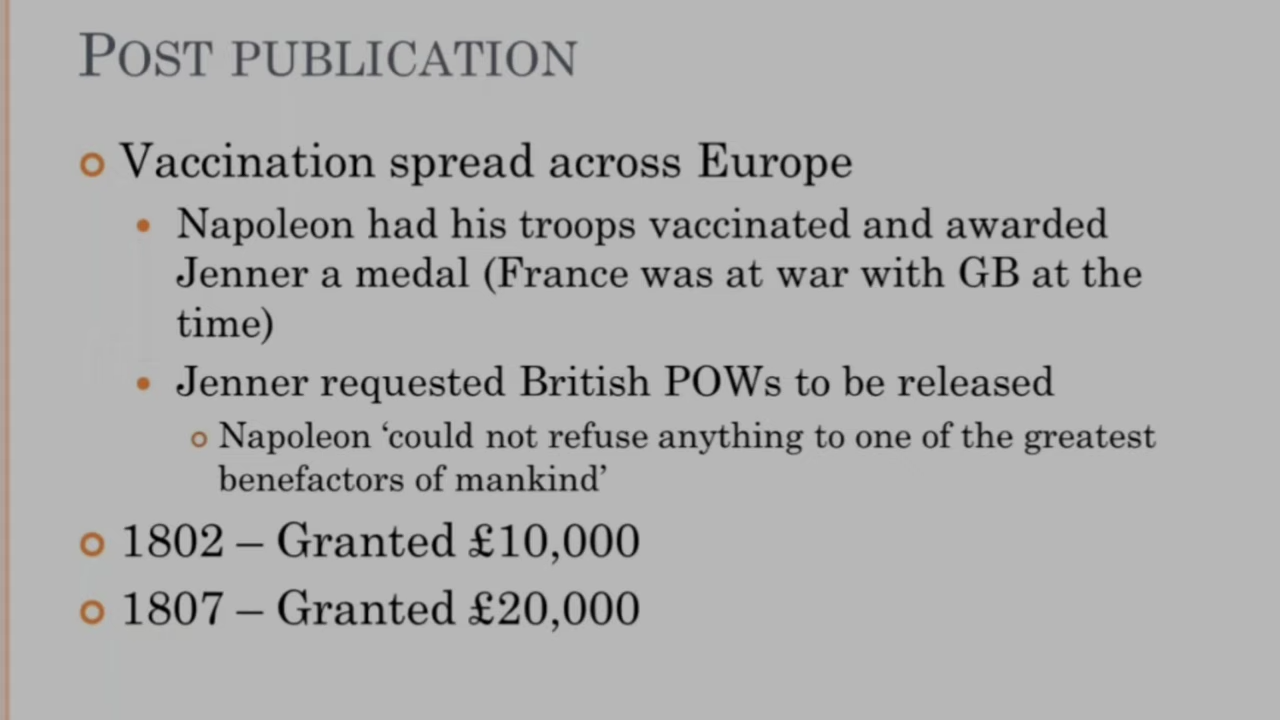 POST PUBLICATION
Vaccination spread across Europe
Napoleon had his troops vaccinated and awarded
Jenner a medal (France was at war with GB at the
time)
Jenner requested British POWs to be released
Napoleon ‘could not refuse anything to one of the greatest
benefactors of mankind’
1802 – Granted £10,000
1807 – Granted £20,000